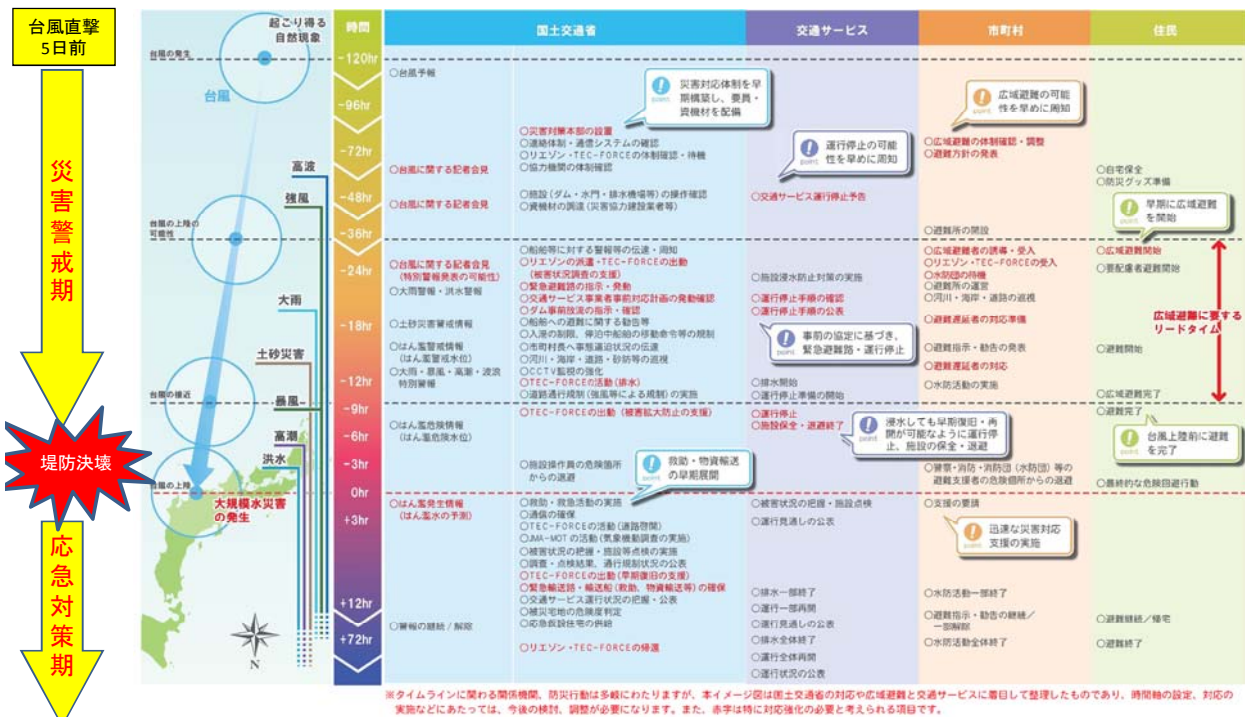 台風直撃
5日前
災害警戒期
堤防決壊
応急対策期
起こり得る
自然現象
台風の発生
台風
高波
強風
台風の上陸の
可能性
大雨
土砂災害
台風の接近
暴風
高潮
洪水
台風の上陸
大規模水災害
の発生
N
時間
-120hr
-96hr
-72hr
-48hr
-36hr
-24hr
-18hr
-12hr
-9hr
-6hr
-3hr
0hr
+3hr
+12hr
+72hr
国土交通省
○台風予報
○台風に関する記者会見
○台風に関する記者会見
○台風に関する記者会見
(特別警報発表の可能性)
○大雨警報・洪水警報
○土砂災害警戒情報
○はん濫警戒情報
(はん濫警戒水位)
○大雨・暴風・高潮・波浪
特別警報
○はん濫危険情報
(はん濫危険水位)
○はん濫発生情報
(はん濫水の予測)
○警報の継続/解除
point
災害対応体制を早
期構築し、要員・
資機材を配備
○災害対策本部の設置
○連絡体制・通信システムの確認
○リエゾン・TEC-FORCEの体制確認・待機
○協力機関の体制確認
○施設(ダム・水門・排水機場等)の操作確認
○資機材の調達(災害協力建設業者等)
○船舶等に対する警報等の伝達・周知
○リエゾンの派遣・TEC-FORCEの出動
(被害状況調査の支援)
○緊急避難路の指示・発動
○交通サービス事業者事前対応計画の発動確認
○ダム事前放流の指示・確認
○船舶への避難に関する勧告等
○入港の制限、停泊中船舶の移動命令等の規制
○市町村長へ事態逼迫状況の伝達
○河川・海岸・道路・砂防等の巡視
○CCTV監視の強化
○TEC-FORCEの活動(排水)
○道路通行規制(強風等による規制)の実施
○TEC-FORCEの出動(被害拡大防止の支援)
○施設操作員の危険箇所
からの退避
point
救助・物資輸送
の早期展開
○救助・救急活動の実施
○通信の確保
○TEC-FORCEの活動(道路啓開)
○JMA-MOTの活動(気象機動調査の実施)
○被害状況の把握・施設等点検の実施
○調査・点検結果、通行規制状況の公表
○TEC-FORCEの出動(早期復旧の支援)
○緊急輸送路・輸送船(救助、物資輸送等)の確保
○交通サービス運行状況の把握・公表
○被災宅地の危険度判定
○応急仮設住宅の供給
○リエゾン・TEC-FORCEの帰還
交通サービス
point
運行停止の可能
性を早めに周知
○交通サービス運行停止予告
○施設浸水防止対策の実施
○運行停止手順の確認
○運行停止手順の公表
point
事前の協定に基づき、
緊急避難路・運行停止
○排水開始
○運行停止準備の開始
○運行停止
○施設保全・退避終了
point
浸水しても早期復旧・再
開が可能なように運行停
止、施設の保全・退避
○被害状況の把握・施設点検
○運行見通しの公表
○排水一部終了
○運行一部再開
○運行見通しの公表
○排水全体終了
○運行全体再開
○運行状況の公表
市町村
point
広域避難の可能
性を早めに周知
○広域避難の体制確認・調整
○避難方針の発表
○避難所の開設
○広域避難者の誘導・受入
○リエゾン・TEC-FORCEの受入
○水防団の待機
○避難所の運営
○河川・海岸・道路の巡視
○避難遅延者の対応準備
○避難指示・勧告の発表
○避難遅延者の対応
○水防活動の実施
○警察・消防・消防団(水防団)等の
避難支援者の危険個所からの退避
○支援の要請
point
迅速な災害対応
支援の実施
○水防活動一部終了
○避難指示・勧告の継続/
一部解除
○水防活動全体終了
住民
○自宅保全
○防災グッズ準備
point
早期に広域避難
を開始
○広域避難開始
○要配慮者避難開始
広域避難に要する
リードタイム
○避難開始
○広域避難完了
○避難完了
point
台風上陸前に避難
を完了
○最終的な危険回避行動
○避難継続/帰宅
○避難終了
※タイムラインに関わる関係機関、防災行動は多岐にわたりますが、本イメージ図は国土交通省の対応や広域避難と交通サービスに着目して整理したものであり、時間軸の設定、対応の
実施などにあたっては、今後の検討、調整が必要になります。また、赤字は特に対応強化の必要と考えられる項目です。